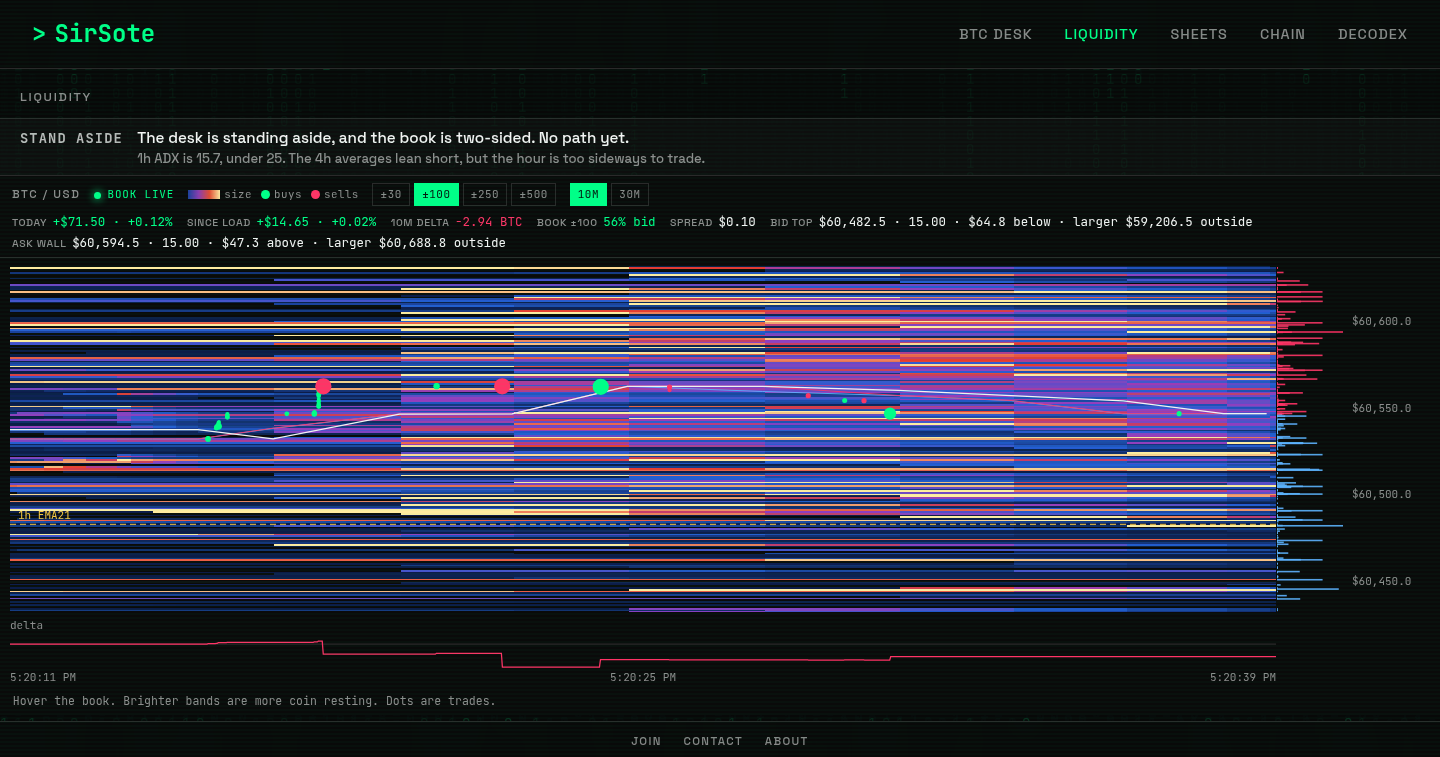 > SirSote
BTC DESK LIQUIDITY SHEETS CHAIN DECODEX
LIQUIDITY
STAND ASIDE The desk is standing aside, and the book is two-sided. No path yet.
1h ADX is 15.7, under 25. The 4h averages lean short, but the hour is too sideways to trade.
BTC / USD BOOK LIVE size buys sells ±30 ±100 ±250 ±500 10M 30M
TODAY +$71.50 · +0.12% SINCE LOAD +$14.65 · +0.02% 10M DELTA -2.94 BTC BOOK ±100 56% bid SPREAD $0.10 BID TOP $60,482.5 · 15.00 · $64.8 below · larger $59,206.5 outside
ASK WALL $60,594.5 · 15.00 · $47.3 above · larger $60,688.8 outside
$60,600.0
$60,550.0
$60,500.0
1h EMA21
$60,450.0
delta
5:20:11 PM 5:20:25 PM 5:20:39 PM
Hover the book. Brighter bands are more coin resting. Dots are trades.
JOIN CONTACT ABOUT